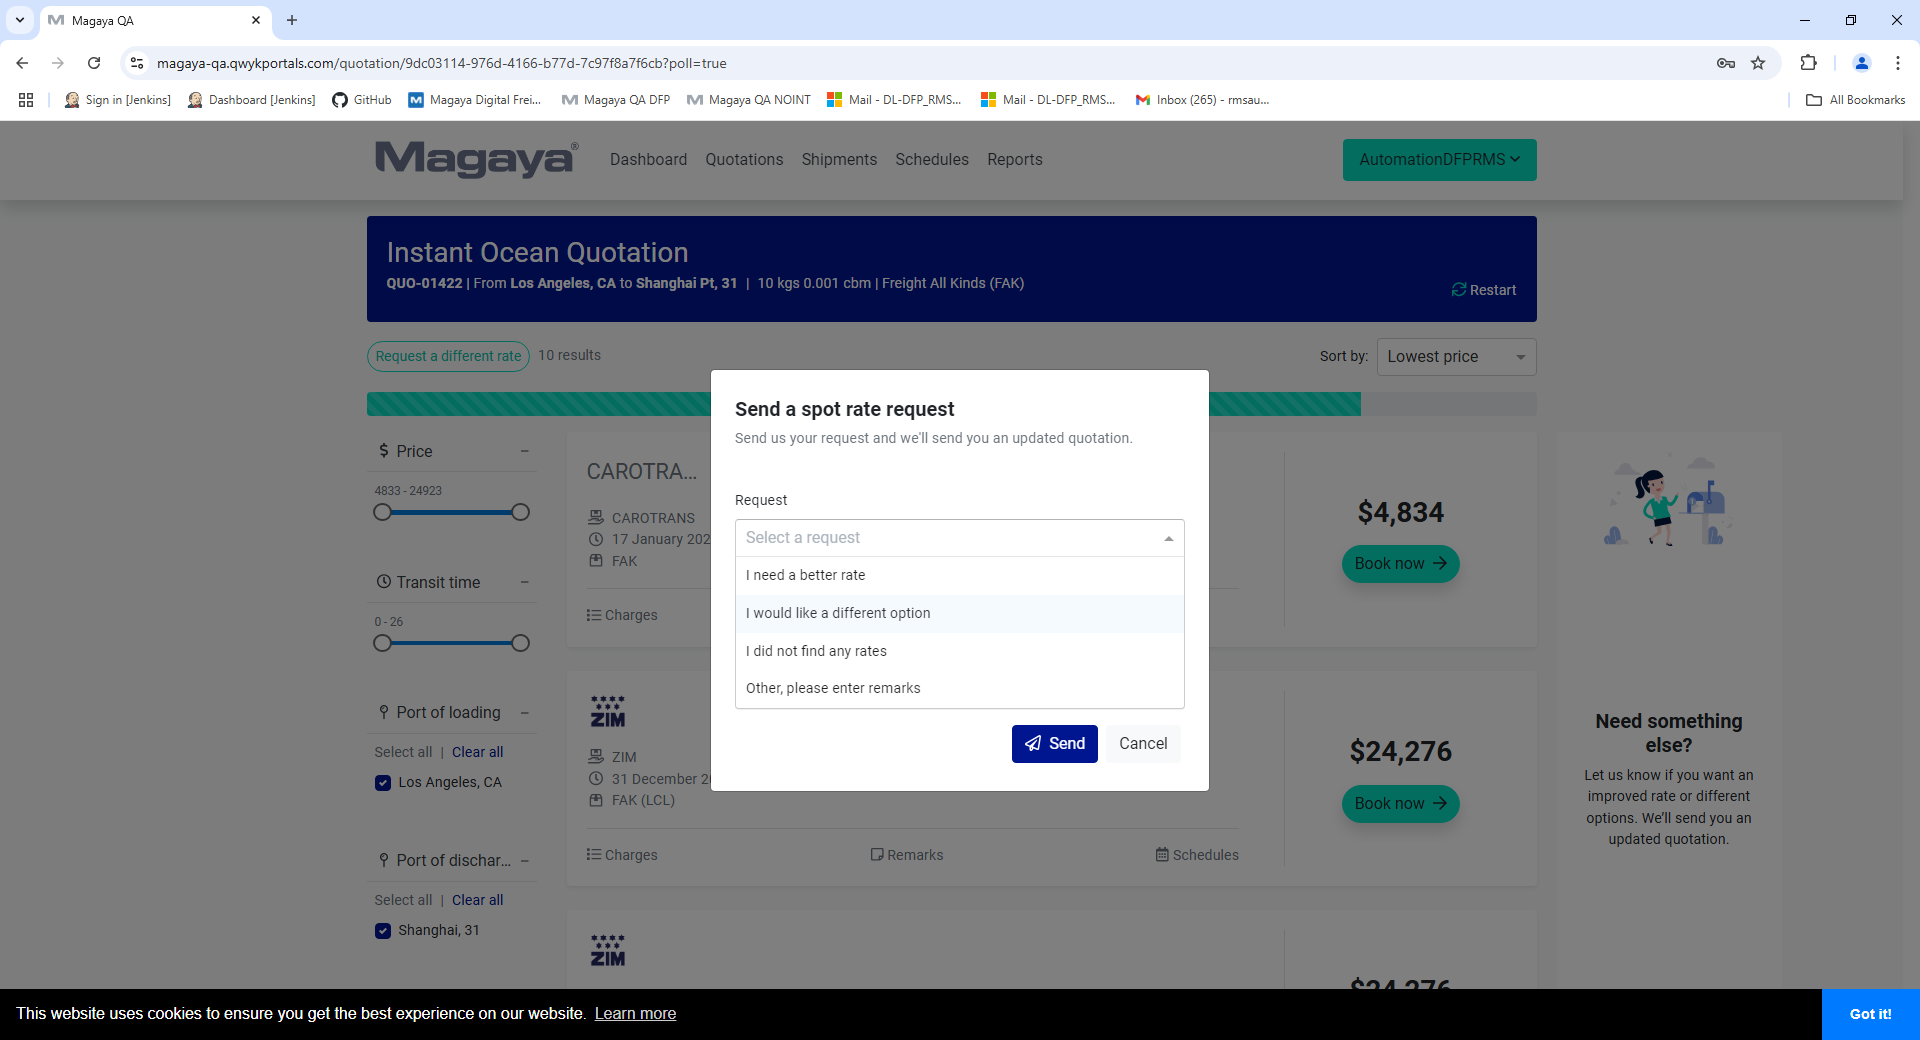 Magaya QA
magaya-qa.qwykportals.com/quotation/9dc03114-976d-4166-b77d-7c97f8a7f6cb?poll=true
Sign in [Jenkins]
Dashboard [Jenkins]
GitHub
Magaya Digital Frei...
Magaya QA DFP
Magaya QA NOINT
Mail - DL-DFP_RMS...
Mail - DL-DFP_RMS...
Inbox (265) - rmsau...
All Bookmarks
Magaya®
Dashboard
Quotations
Shipments
Schedules
Reports
AutomationDFPRMS
Instant Ocean Quotation
QUO-01422 | From Los Angeles, CA to Shanghai Pt, 31 | 10 kgs 0.001 cbm | Freight All Kinds (FAK)
Restart
Request a different rate
10 results
Sort by:
Lowest price
Send a spot rate request
Send us your request and we'll send you an updated quotation.
Request
Select a request
I need a better rate
I would like a different option
I did not find any rates
Other, please enter remarks
Send
Cancel
Price
4833 - 24923
Transit time
0 - 26
Port of loading
Select all | Clear all
Los Angeles, CA
Port of dischar...
Select all | Clear all
Shanghai, 31
CAROTRA...
CAROTRANS
17 January 202
FAK
Charges
$4,834
Book now
ZIM
ZIM
31 December 2
FAK (LCL)
Charges
Remarks
Schedules
$24,276
Book now
ZIM
$24,276
Need something
else?
Let us know if you want an
improved rate or different
options. We'll send you an
updated quotation.
This website uses cookies to ensure you get the best experience on our website. Learn more
Got it!